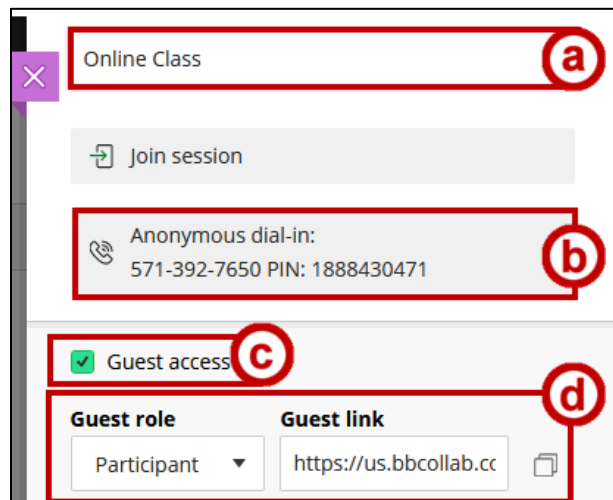 Online Class
a
Join session
Anonymous dial-in:
571-392-7650 PIN: 1888430471
b
Guest access
c
d
Guest role Guest link
Participant https://us.bbcollab.cc